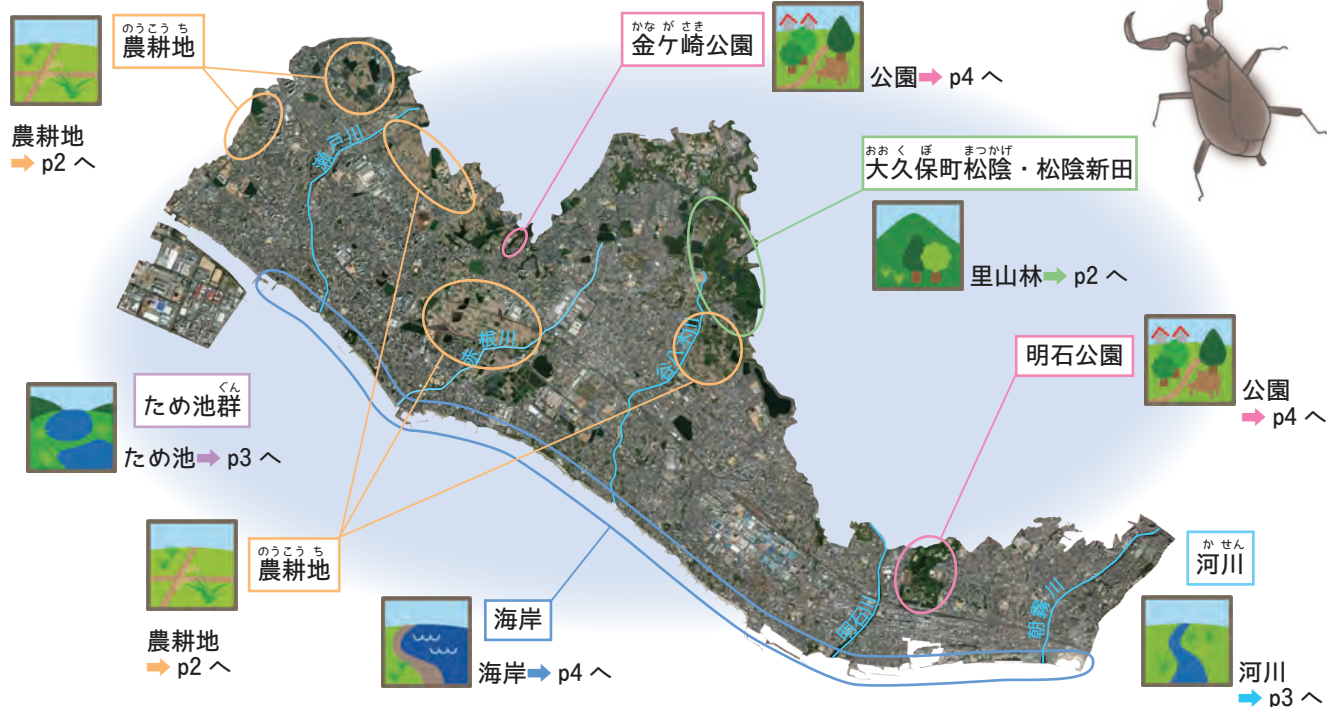 のうこうち
農耕地
農耕地
➡ p2 へ
かながさき
金ケ崎公園
公園➡ p4 へ
おおくぼ まつかげ
大久保町松陰・松陰新田
里山林➡ p2 へ
瀬戸川
赤根川
谷八木川
明石公園
公園
➡ p4 へ
ぐん
ため池群
ため池➡ p3 へ
のうこうち
農耕地
農耕地
➡ p2 へ
海岸
海岸➡ p4 へ
明石川
朝霧川
かせん
河川
河川
➡ p3 へ